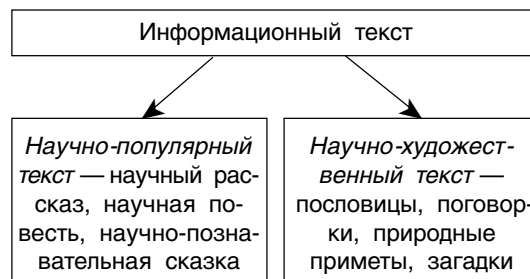 Информационный текст
Научно-популярный
текст — научный рас-
сказ, научная по-
весть, научно-позна-
вательная сказка
Научно-художест-
венный текст —
пословицы, поговор-
ки, природные
приметы, загадки